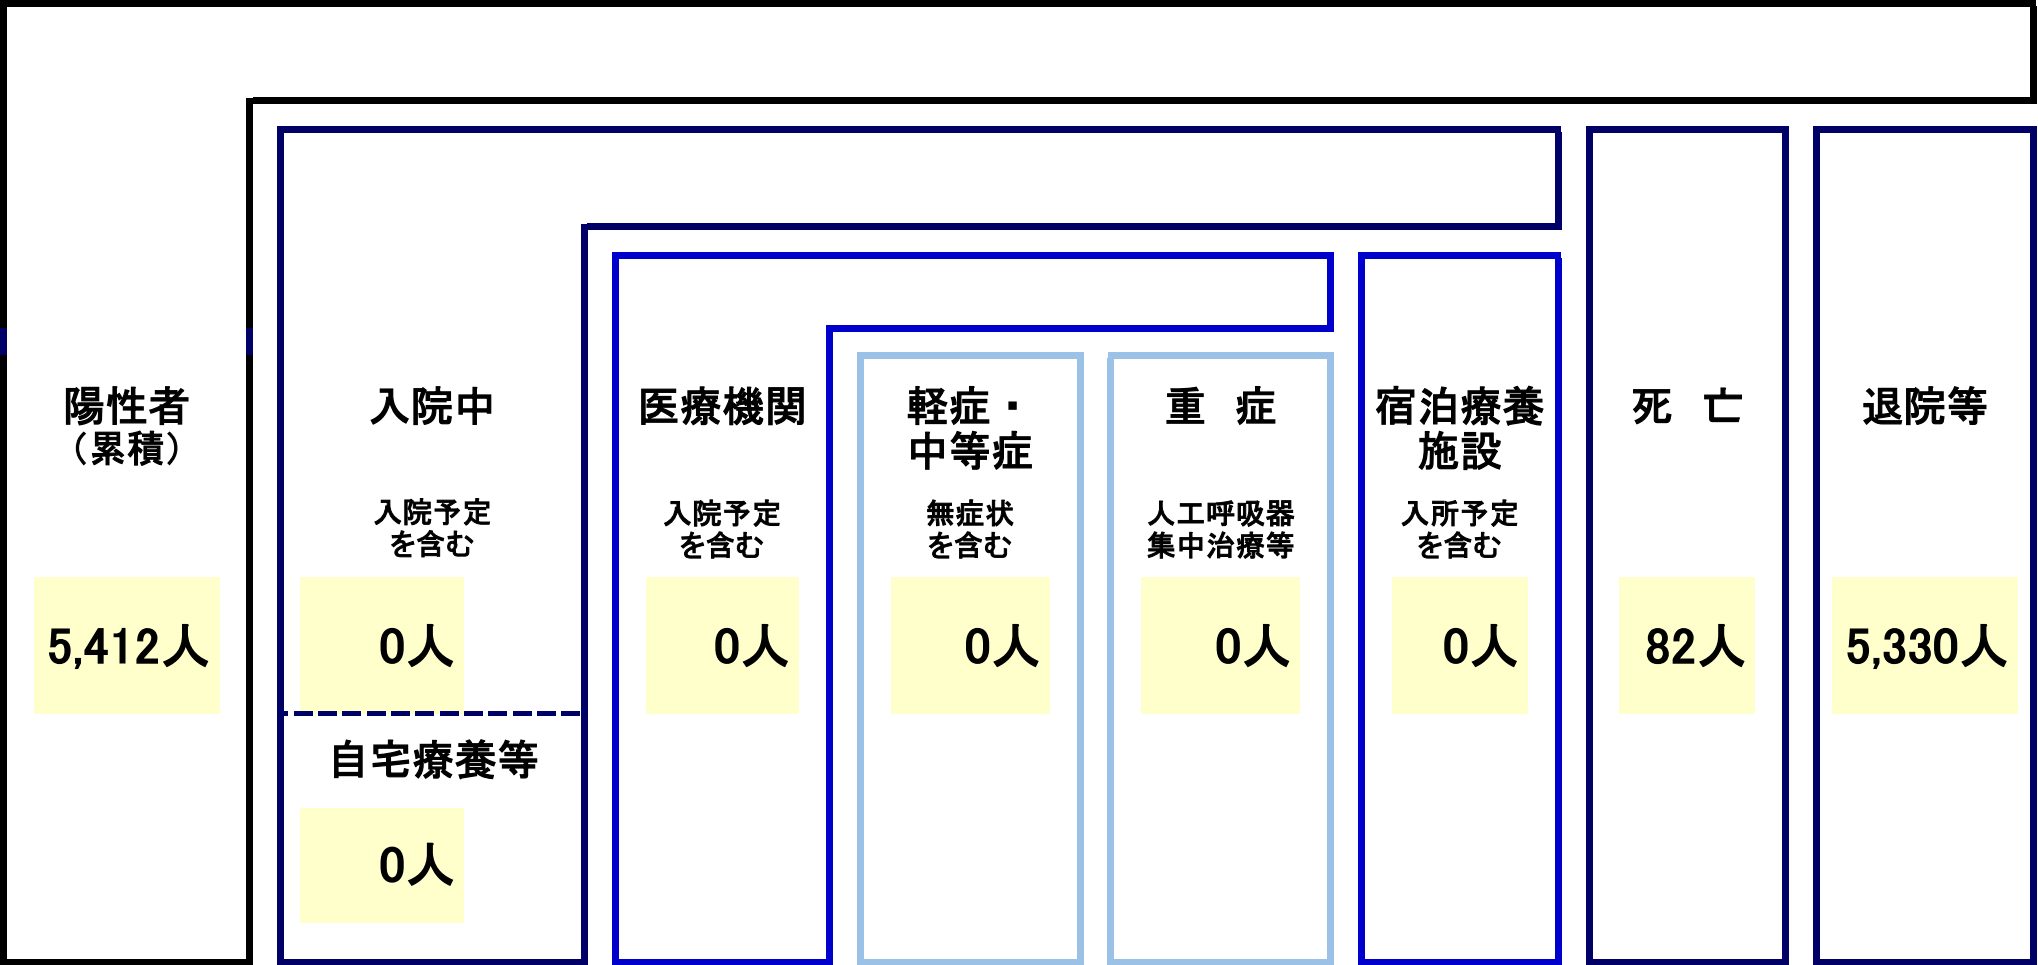 陽性者
（累積）
5,412人
入院中
入院予定
を含む
0人
自宅療養等
0人
医療機関
入院予定
を含む
0人
軽症・
中等症
無症状
を含む
0人
重　症
人工呼吸器
集中治療等
0人
宿泊療養
施設
入所予定
を含む
0人
死　亡
82人
退院等
5,330人